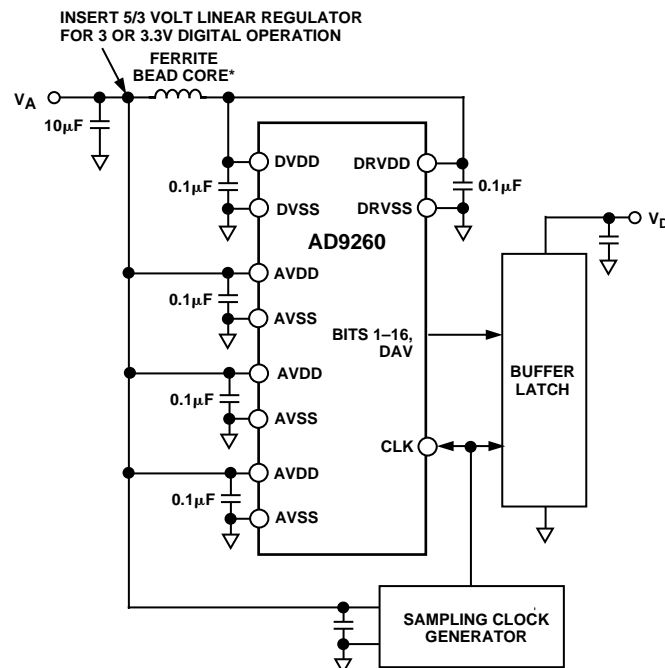 INSERT 5/3 VOLT LINEAR REGULATOR
FOR 3 OR 3.3V DIGITAL OPERATION
FERRITE
BEAD CORE*
VA
10µF
DVDD
DRVDD
0.1µF
0.1µF
DVSS
DRVSS
VD
AD9260
AVDD
0.1µF
AVSS
BITS 1–16,
DAV
BUFFER
LATCH
AVDD
0.1µF
AVSS
CLK
AVDD
0.1µF
AVSS
SAMPLING CLOCK
GENERATOR